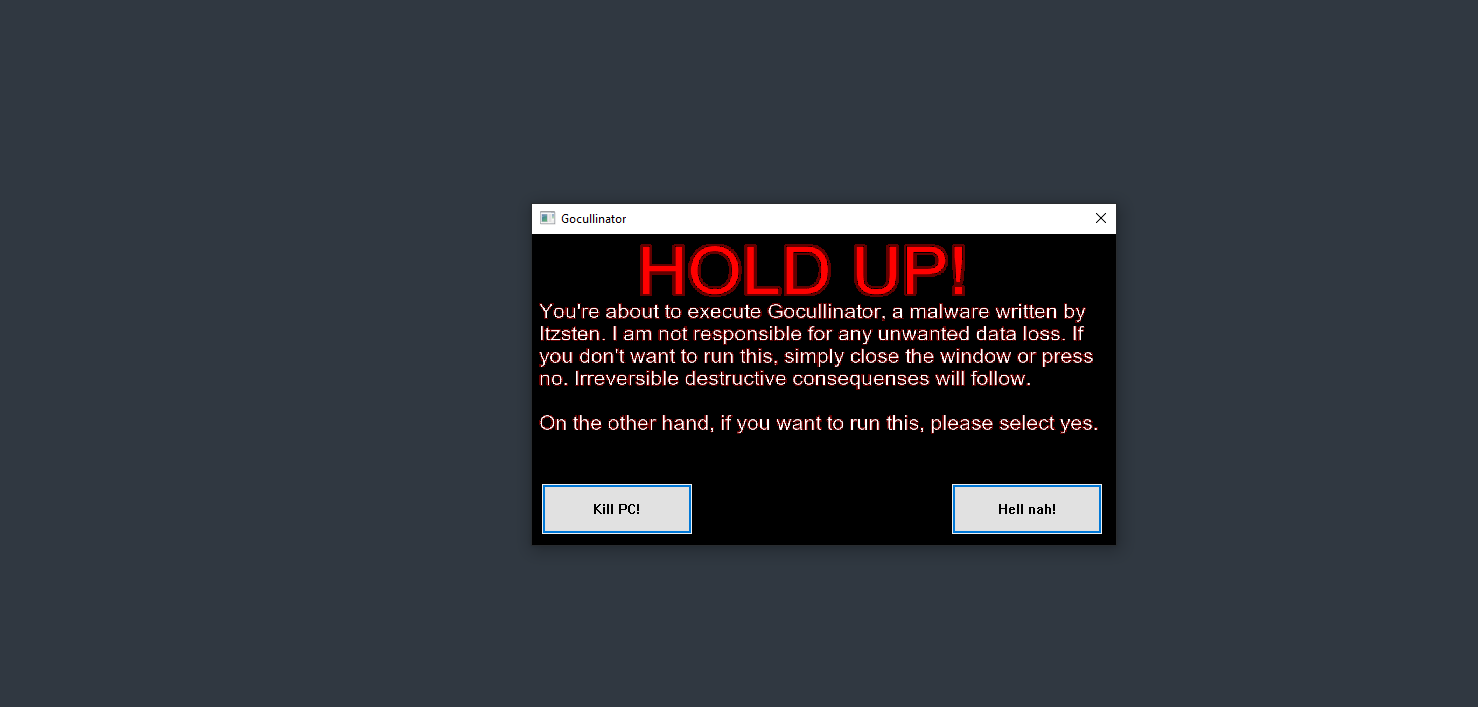 Gocullinator
HOLD UP!
You're about to execute Gocullinator, a malware written by
Itzsten. I am not responsible for any unwanted data loss. If
you don't want to run this, simply close the window or press
no. Irreversible destructive consequenses will follow.
On the other hand, if you want to run this, please select yes.
Kill PC!
Hell nah!